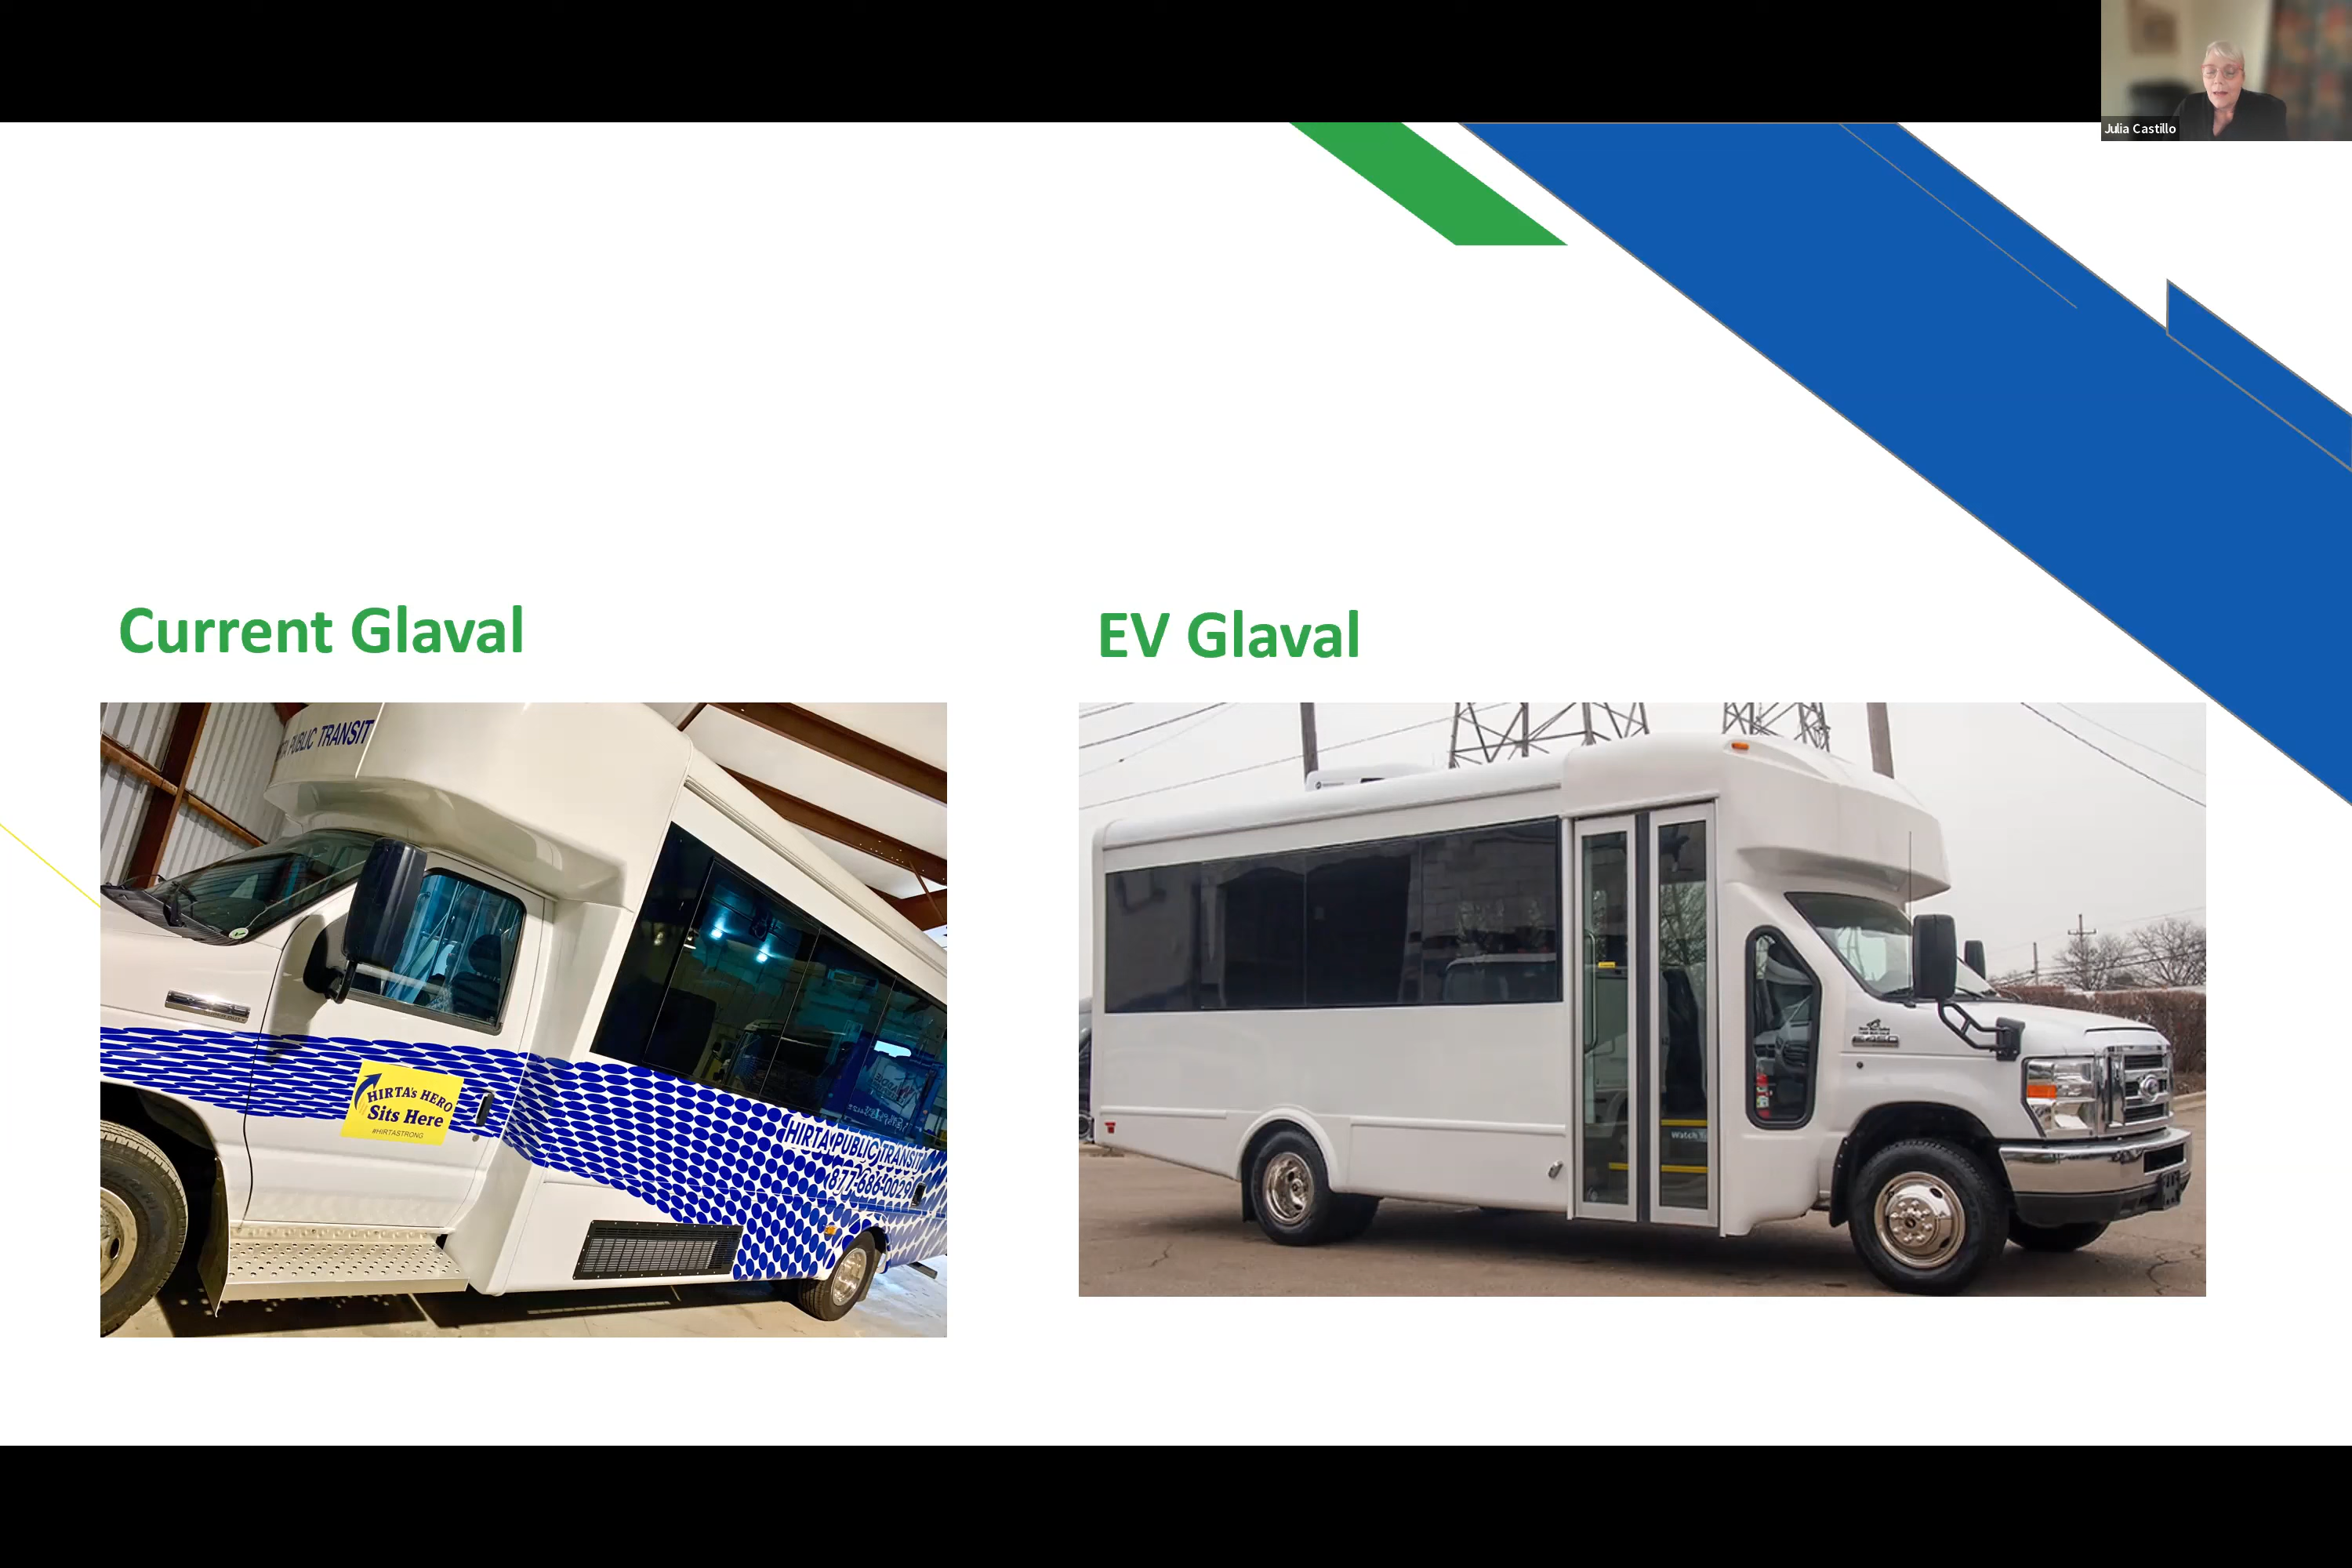 Julia Castillo
Current Glaval
EV Glaval
PUBLIC TRANSIT
HIRTA's HERO
Sits Here
#HIRTASTRONG
HIRTA PUBLIC TRANSIT
877-686-0029
Watch